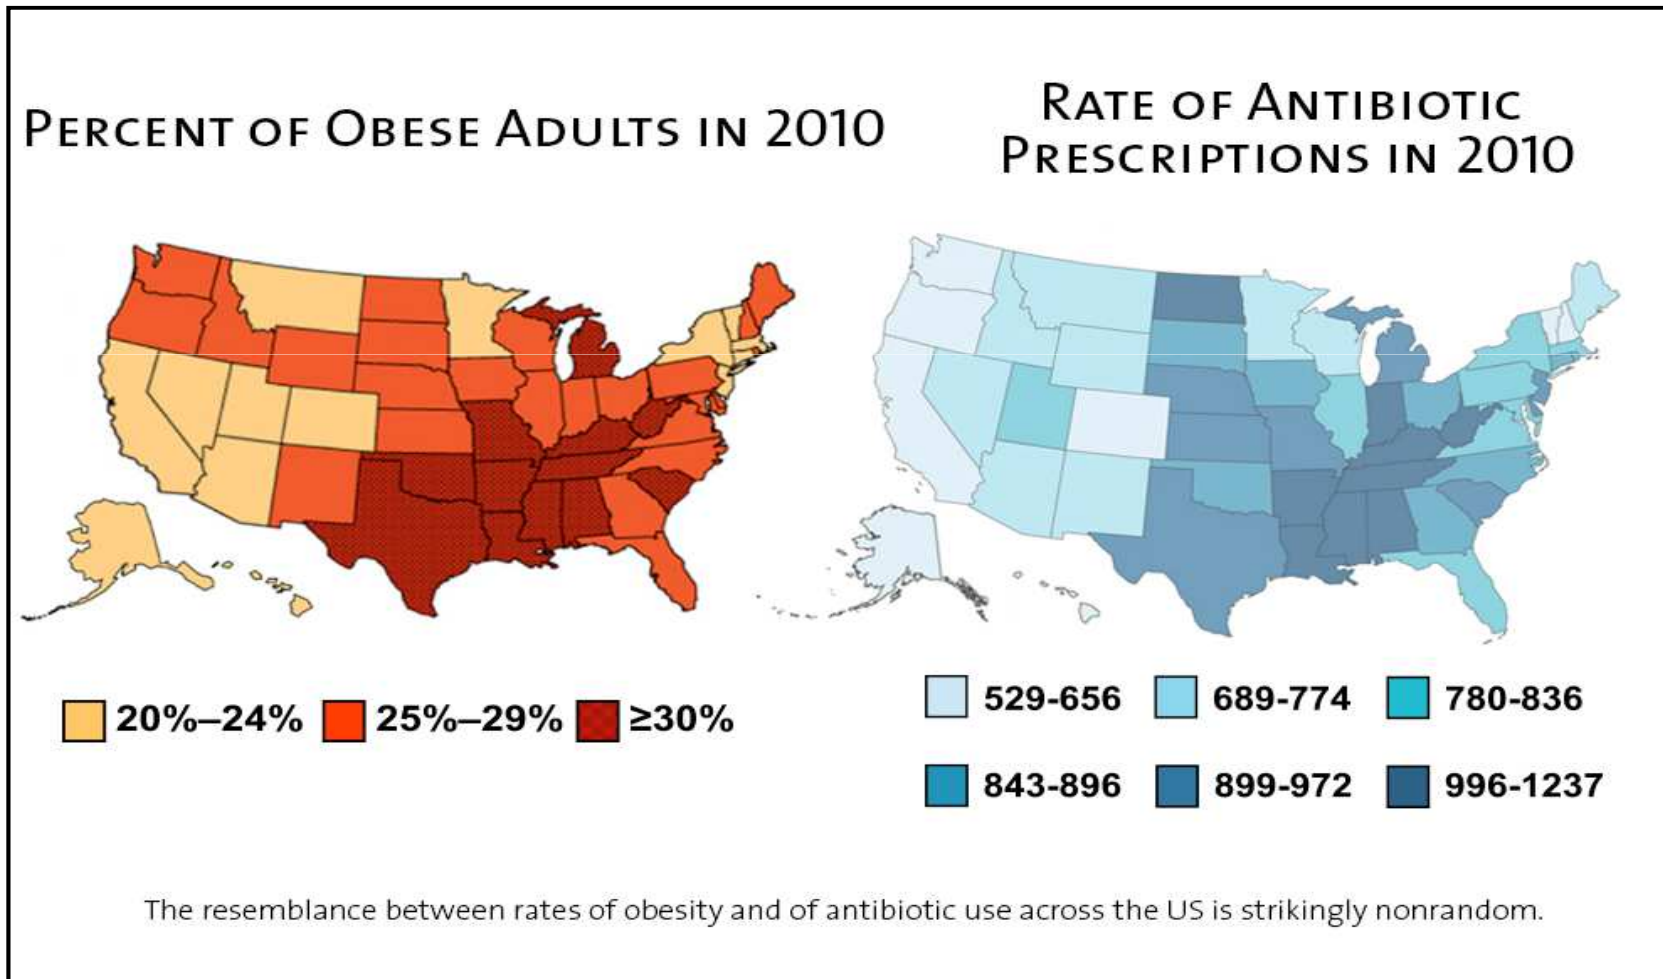 PERCENT OF OBESE ADULTS IN 2010
RATE OF ANTIBIOTIC
PRESCRIPTIONS IN 2010
20%–24% 25%–29% ≥30%
529-656 689-774 780-836
843-896 899-972 996-1237
The resemblance between rates of obesity and of antibiotic use across the US is strikingly nonrandom.